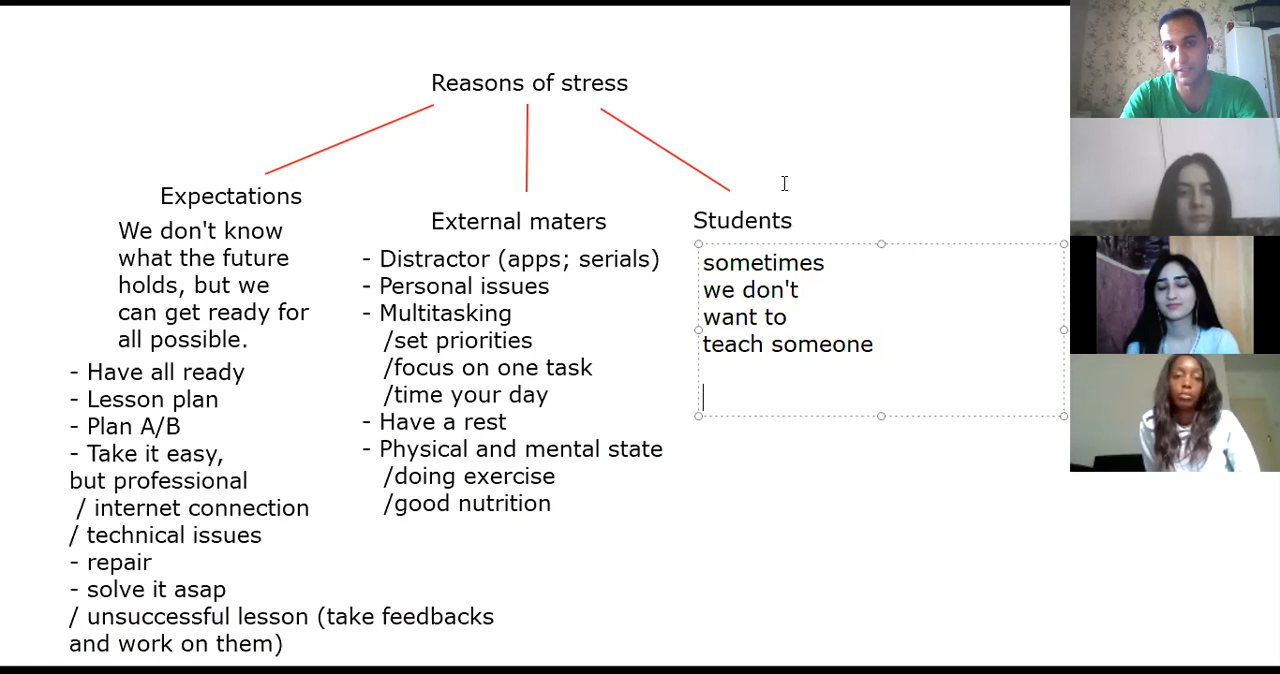 Reasons of stress
Expectations
We don't know
what the future
holds, but we
can get ready for
all possible.
- Have all ready
- Lesson plan
- Plan A/B
- Take it easy,
but professional
/ internet connection
/ technical issues
- repair
- solve it asap
/ unsuccessful lesson (take feedbacks
and work on them)
External maters
- Distractor (apps; serials)
- Personal issues
- Multitasking
/set priorities
/focus on one task
/time your day
- Have a rest
- Physical and mental state
/doing exercise
/good nutrition
Students
sometimes
we don't
want to
teach someone